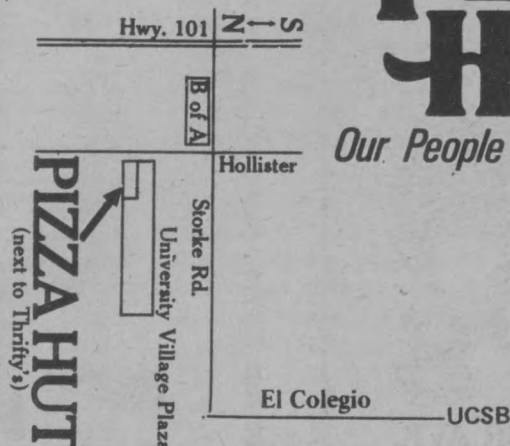 Hwy. 101
N ↔ S
B of A
H
Our People
Hollister
Storke Rd.
University Village Plaza
PIZZA HUT
(next to Thrifty's)
El Colegio
UCSB